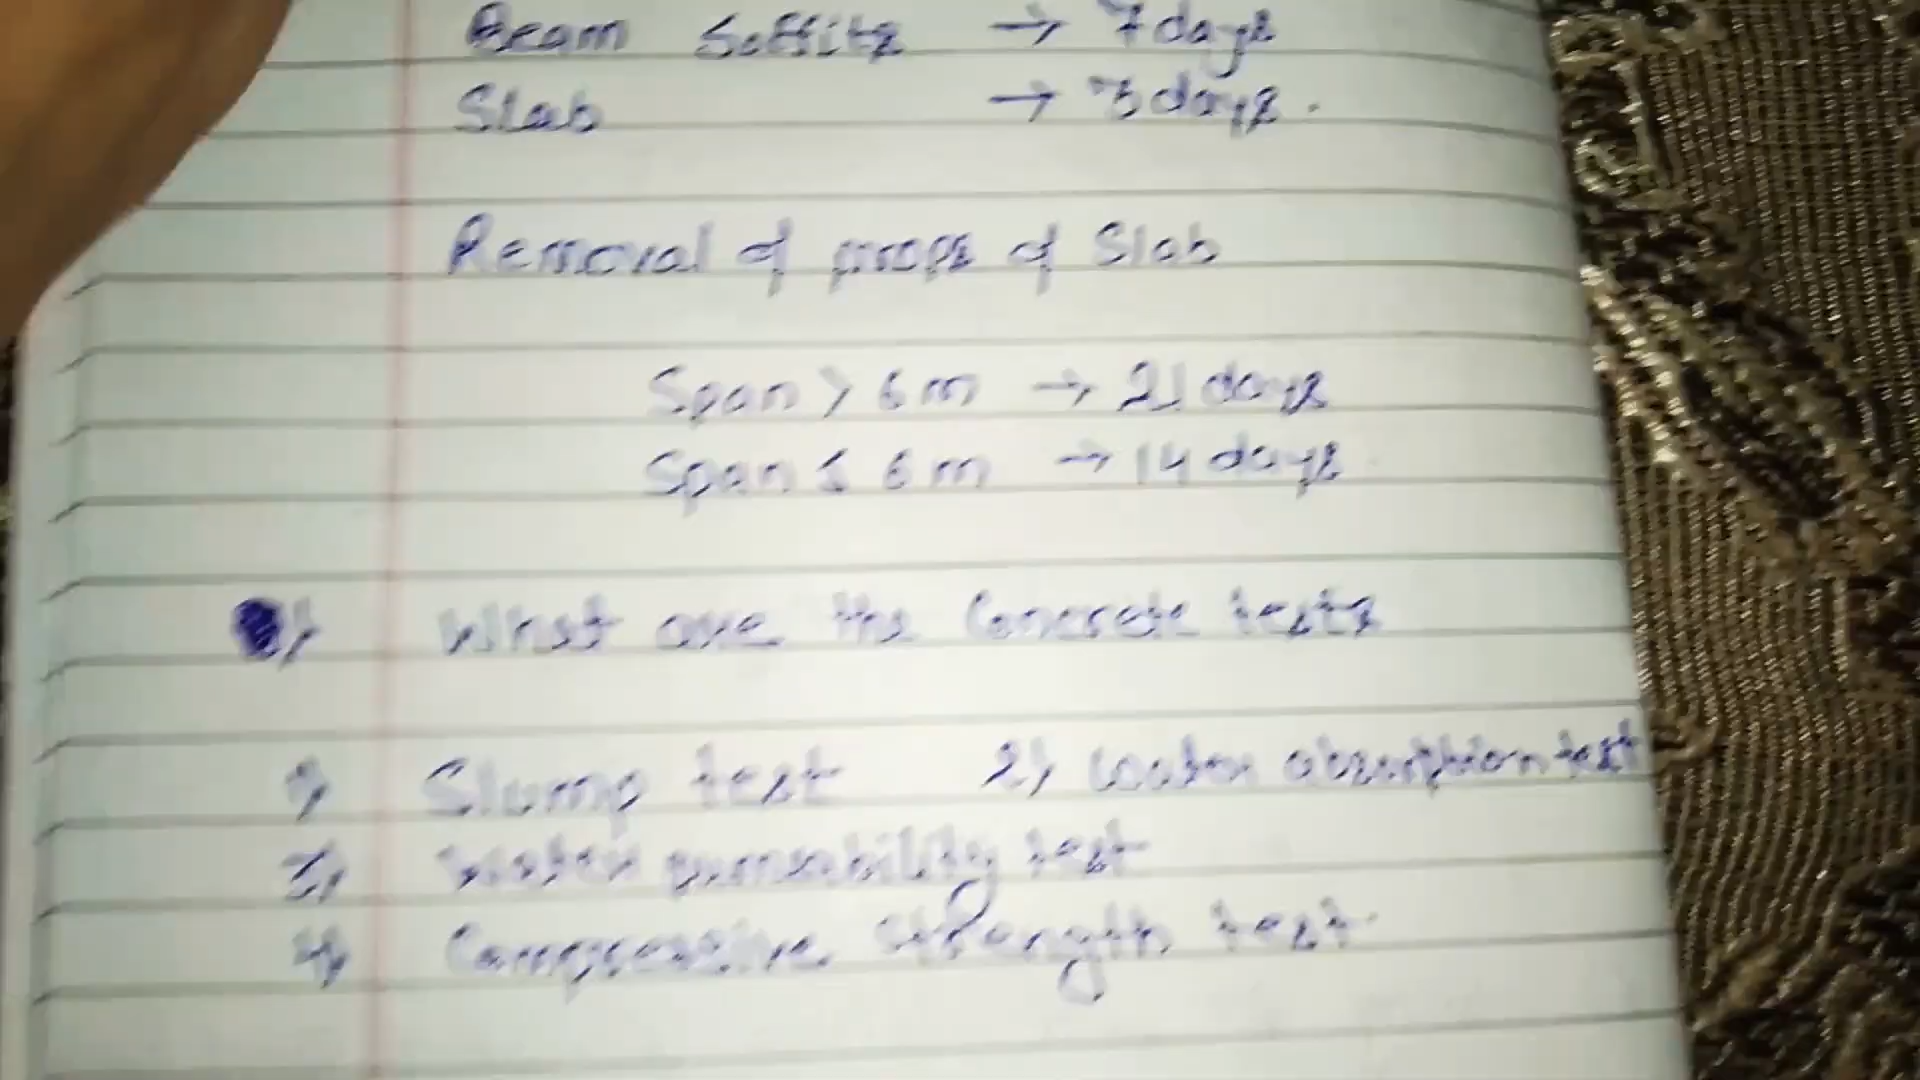 Beam Soffits → 7 days
Slab → 3 days.
Removal of props of Slab
Span > 6 m → 21 days
Span ≤ 6 m → 14 days
What are the Concrete tests
1) Slump test 2) Water absorption test
3) Water permability test
4) Compressive Strength test.